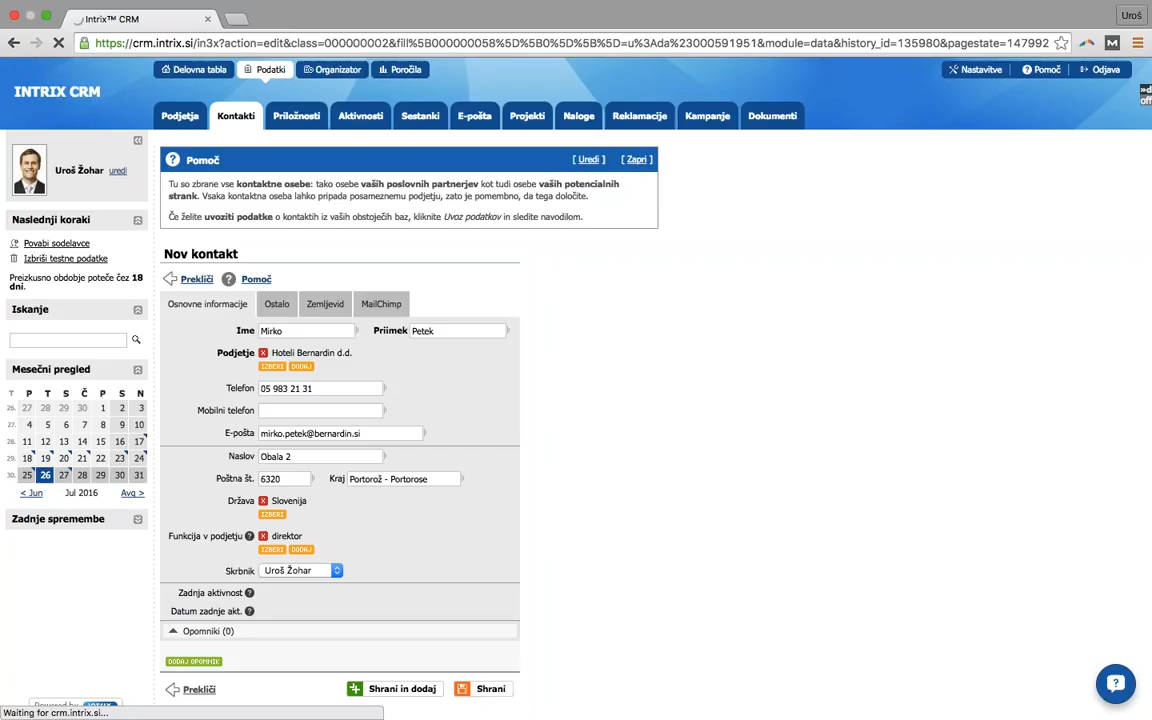 Intrix™ CRM
Uroš
https://crm.intrix.si/in3x?action=edit&class=000000002&fill%5B000000058%5D%5B0%5D%5B%5D=u%3Ada%23000591951&module=data&history_id=135980&pagestate=147992
Delovna tabla Podatki Organizator Poročila Nastavitve Pomoč Odjava
INTRIX CRM
Podjetja Kontakti Priložnosti Aktivnosti Sestanki E-pošta Projekti Naloge Reklamacije Kampanje Dokumenti
Uroš Žohar uredi
Naslednji koraki
Povabi sodelavce
Izbriši testne podatke
Preizkusno obdobje poteče čez 18
dni.
Iskanje
Mesečni pregled
T P T S Č P S N
26. 27 28 29 30 1 2 3
27. 4 5 6 7 8 9 10
28. 11 12 13 14 15 16 17
29. 18 19 20 21 22 23 24
30. 25 26 27 28 29 30 31
< Jun Jul 2016 Avg >
Zadnje spremembe
Pomoč [ Uredi ] [ Zapri ]
Tu so zbrane vse kontaktne osebe: tako osebe vaših poslovnih partnerjev kot tudi osebe vaših potencialnih
strank. Vsaka kontaktna oseba lahko pripada posameznemu podjetju, zato je pomembno, da tega določite.
Če želite uvoziti podatke o kontaktih iz vaših obstoječih baz, kliknite Uvoz podatkov in sledite navodilom.
Nov kontakt
Prekliči Pomoč
Osnovne informacije Ostalo Zemljevid MailChimp
Ime Mirko Priimek Petek
Podjetje Hoteli Bernardin d.d.
IZBERI DODAJ
Telefon 05 983 21 31
Mobilni telefon
E-pošta mirko.petek@bernardin.si
Naslov Obala 2
Poštna št. 6320 Kraj Portorož - Portorose
Država Slovenija
IZBERI
Funkcija v podjetju direktor
IZBERI DODAJ
Skrbnik Uroš Žohar
Zadnja aktivnost
Datum zadnje akt.
Opomniki (0)
DODAJ OPOMNIK
Prekliči Shrani in dodaj Shrani
Powered by INTRIX
Waiting for crm.intrix.si...